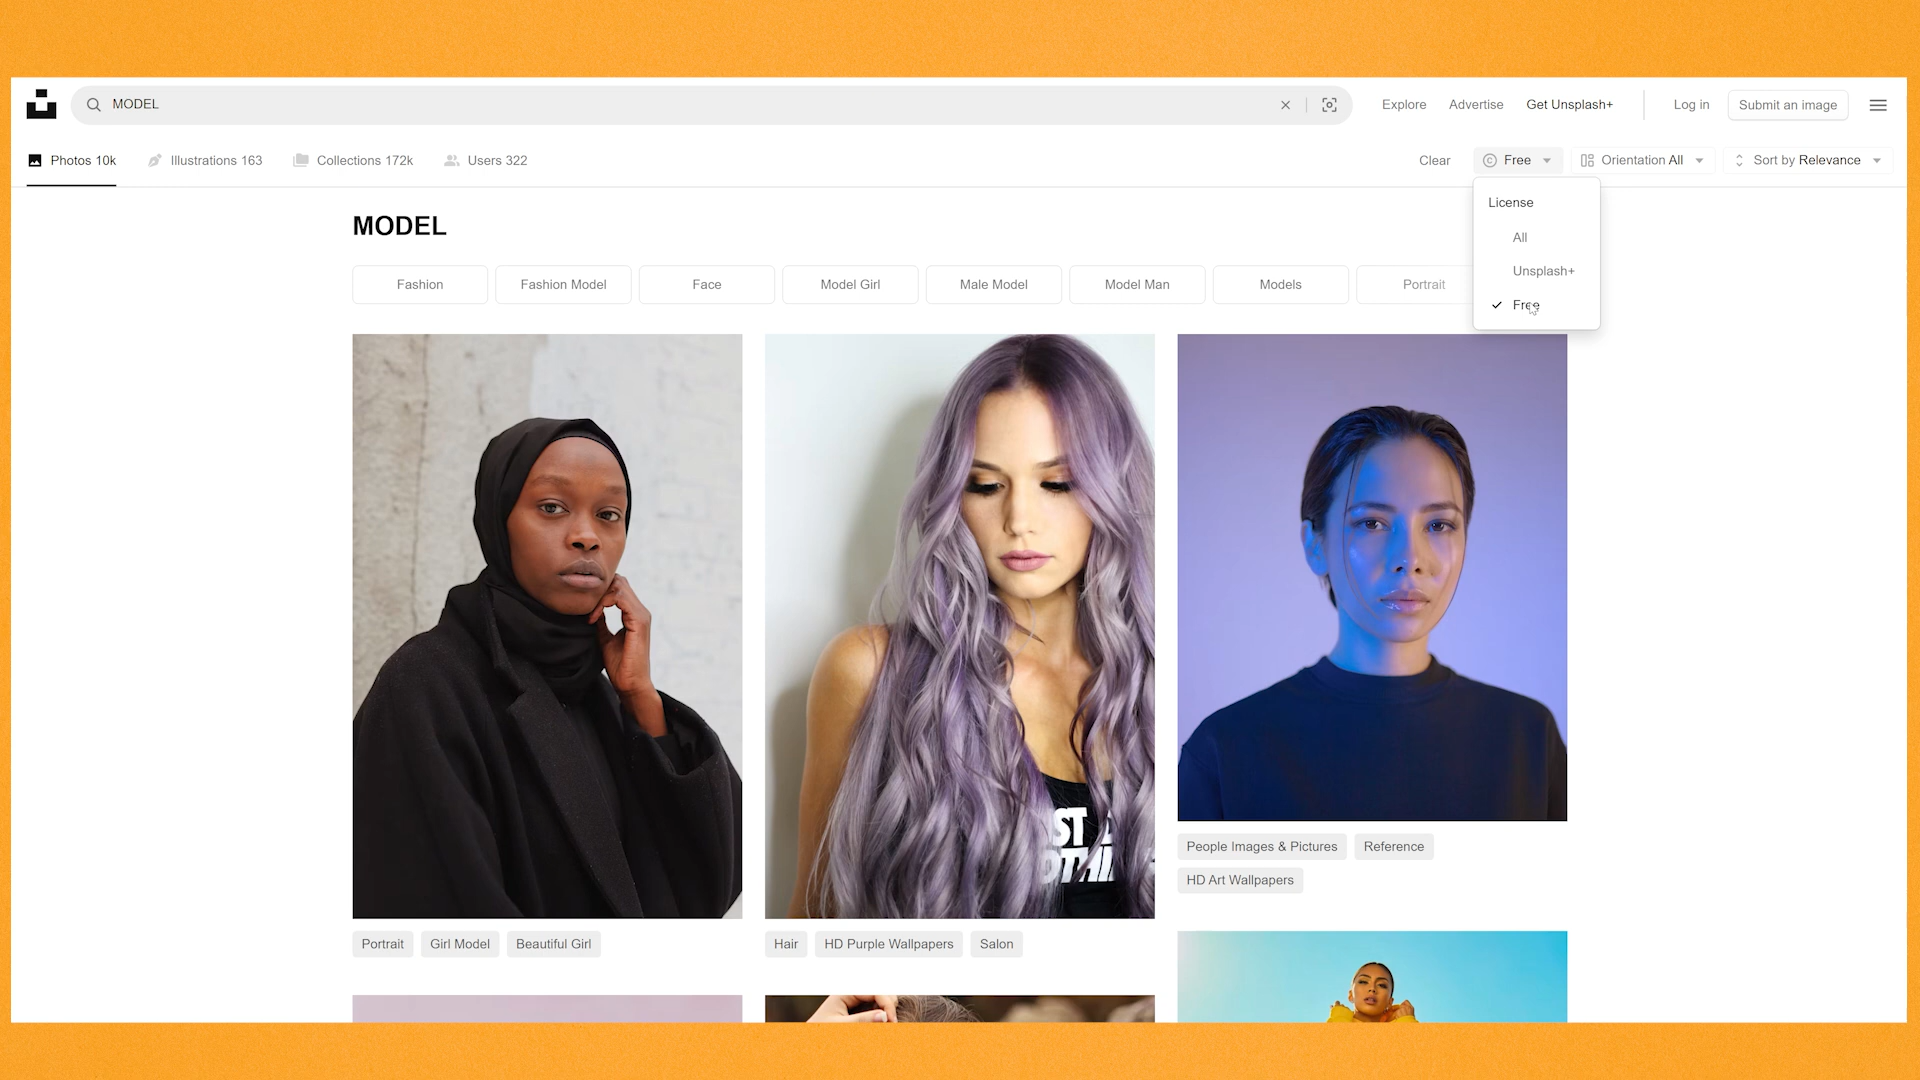 MODEL
Explore
Advertise
Get Unsplash+
Log in
Submit an image
Photos 10k
Illustrations 163
Collections 172k
Users 322
Clear
Free
Orientation All
Sort by Relevance
License
All
Unsplash+
Free
MODEL
Fashion
Fashion Model
Face
Model Girl
Male Model
Model Man
Models
Portrait
People Images & Pictures
Reference
HD Art Wallpapers
Portrait
Girl Model
Beautiful Girl
Hair
HD Purple Wallpapers
Salon